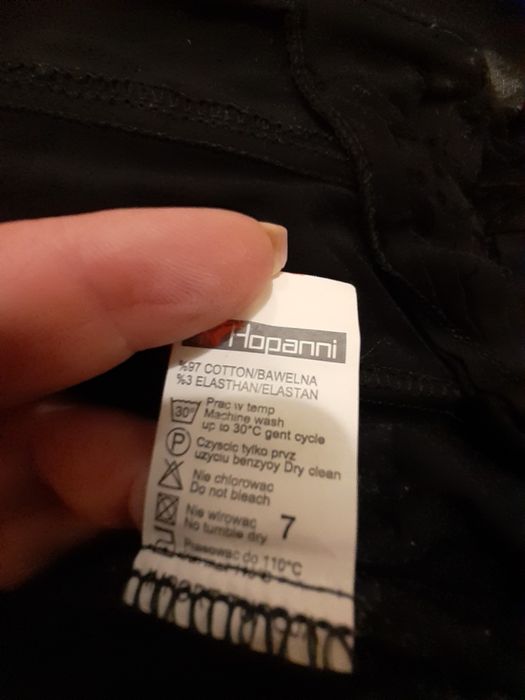 Hopanni
%97 COTTON/BAWELNA
%3 ELASTHAN/ELASTAN
30°
Prac w temp
Machine wash
up to 30°C gent cycle
P
Czyscic tylko prvz
uzyciu benzyoy Dry clean
Nie chlorowac
Do not bleach
Nie wirowac
No tumble dry
7
Prasowac do 110°C